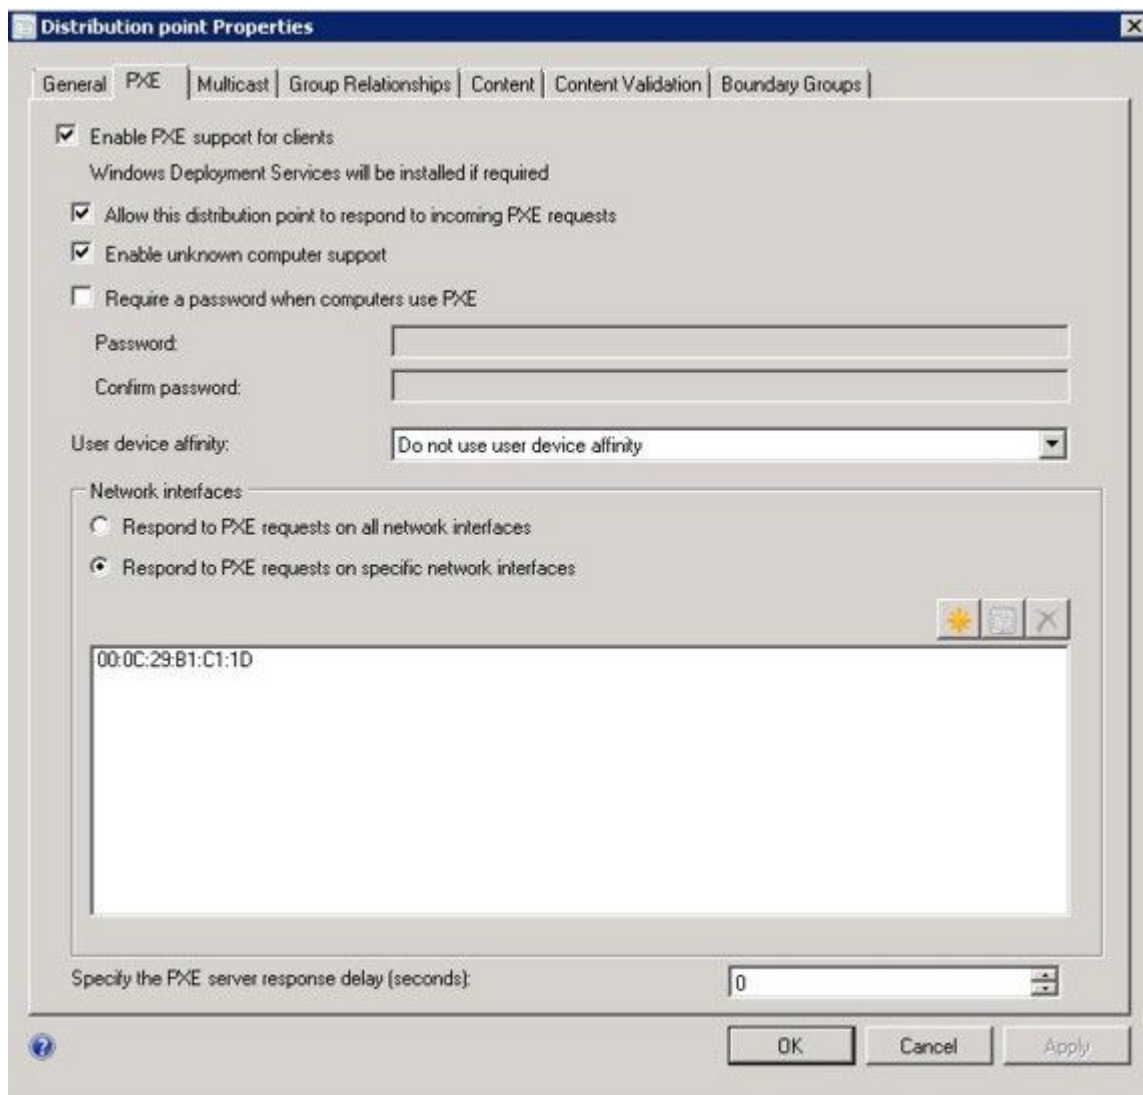 Distribution point Properties
General PXE Multicast Group Relationships Content Content Validation Boundary Groups
Enable PXE support for clients
Windows Deployment Services will be installed if required
Allow this distribution point to respond to incoming PXE requests
Enable unknown computer support
Require a password when computers use PXE
Password:
Confirm password:
User device affinity: Do not use user device affinity
Network interfaces
Respond to PXE requests on all network interfaces
Respond to PXE requests on specific network interfaces
00:0C:29:B1:C1:1D
Specify the PXE server response delay (seconds): 0
OK Cancel Apply